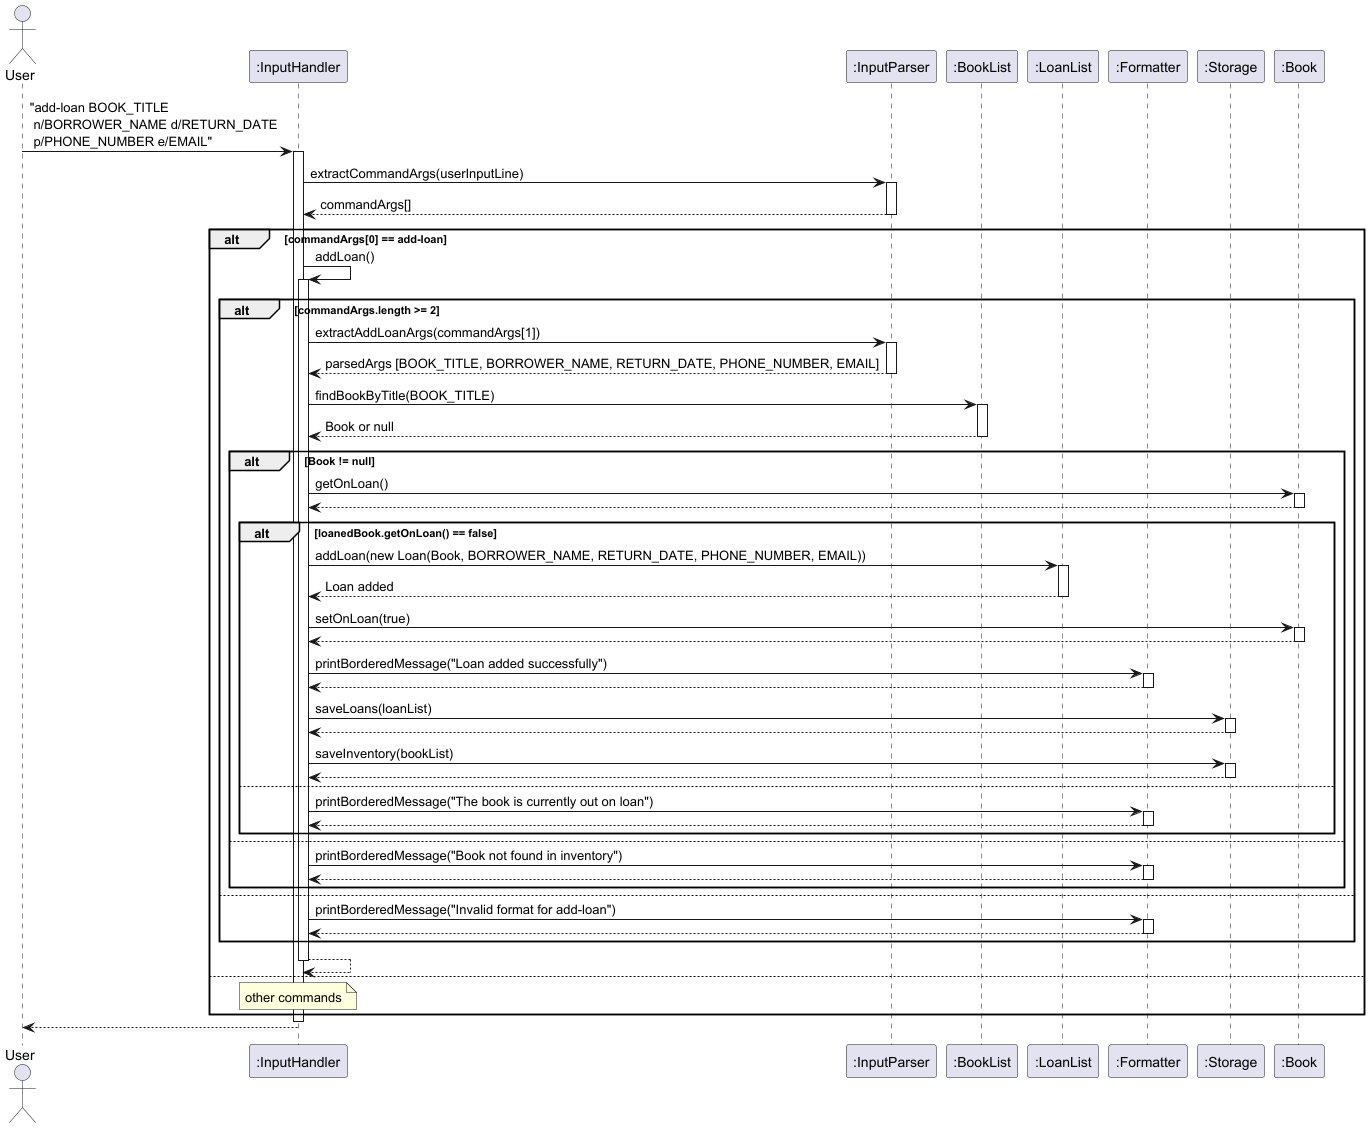 User
:InputHandler
:InputParser
:BookList
:LoanList
:Formatter
:Storage
:Book
"add-loan BOOK_TITLE
n/BORROWER_NAME d/RETURN_DATE
p/PHONE_NUMBER e/EMAIL"
extractCommandArgs(userInputLine)
commandArgs[]
alt [commandArgs[0] == add-loan]
addLoan()
alt [commandArgs.length >= 2]
extractAddLoanArgs(commandArgs[1])
parsedArgs [BOOK_TITLE, BORROWER_NAME, RETURN_DATE, PHONE_NUMBER, EMAIL]
findBookByTitle(BOOK_TITLE)
Book or null
alt [Book != null]
getOnLoan()
alt [loanedBook.getOnLoan() == false]
addLoan(new Loan(Book, BORROWER_NAME, RETURN_DATE, PHONE_NUMBER, EMAIL))
Loan added
setOnLoan(true)
printBorderedMessage("Loan added successfully")
saveLoans(loanList)
saveInventory(bookList)
printBorderedMessage("The book is currently out on loan")
printBorderedMessage("Book not found in inventory")
printBorderedMessage("Invalid format for add-loan")
other commands
User
:InputHandler
:InputParser
:BookList
:LoanList
:Formatter
:Storage
:Book